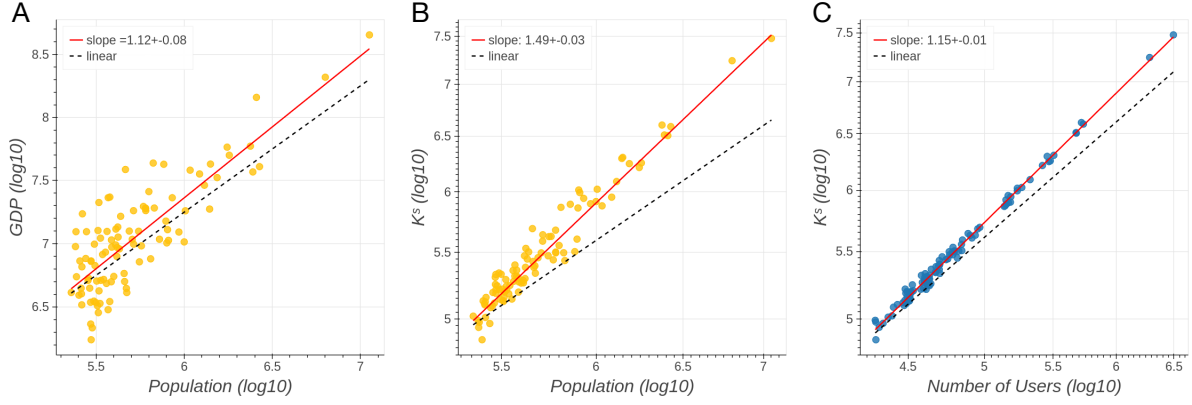 A
slope =1.12+-0.08
linear
8.5
8
7.5
7
6.5
GDP (log10)
5.5
6
6.5
7
Population (log10)
B
slope: 1.49+-0.03
linear
7.5
7
6.5
6
5.5
5
Kˢ (log10)
5.5
6
6.5
7
Population (log10)
C
slope: 1.15+-0.01
linear
7.5
7
6.5
6
5.5
5
Kˢ (log10)
4.5
5
5.5
6
6.5
Number of Users (log10)